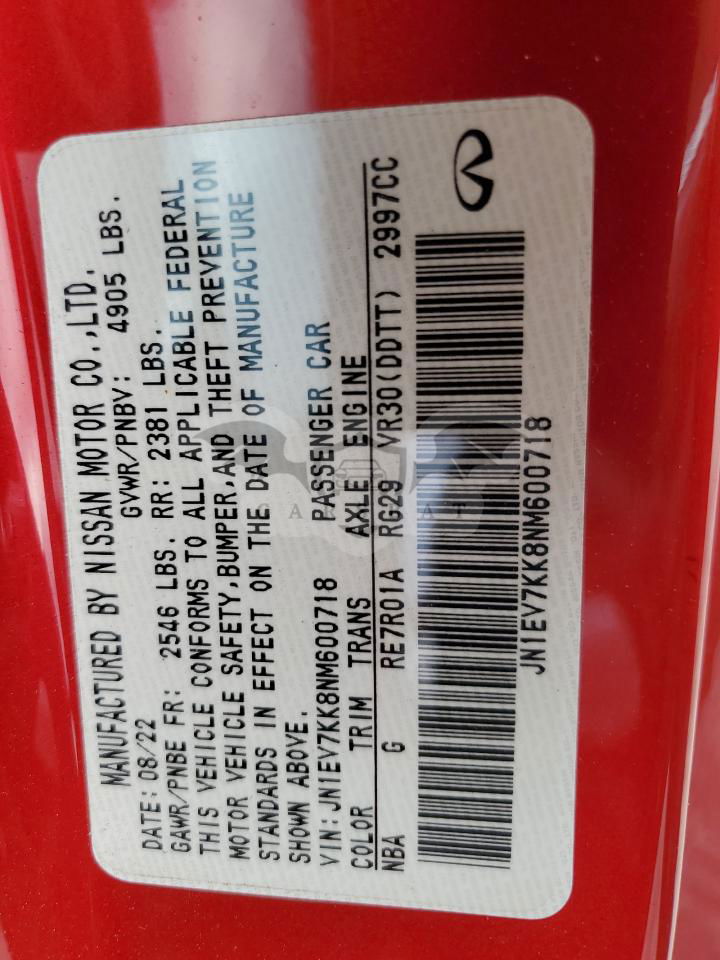 MANUFACTURED BY NISSAN MOTOR CO.,LTD.
DATE: 08/22 GVWR/PNBV: 4905 LBS.
GAWR/PNBE FR: 2546 LBS. RR: 2381 LBS.
THIS VEHICLE CONFORMS TO ALL APPLICABLE FEDERAL
MOTOR VEHICLE SAFETY,BUMPER,AND THEFT PREVENTION
STANDARDS IN EFFECT ON THE DATE OF MANUFACTURE
SHOWN ABOVE.
VIN: JN1EV7KK8NM600718 PASSENGER CAR
COLOR TRIM TRANS AXLE ENGINE
NBA G RE7R01A RG29 VR30(DDTT) 2997CC
JN1EV7KK8NM600718